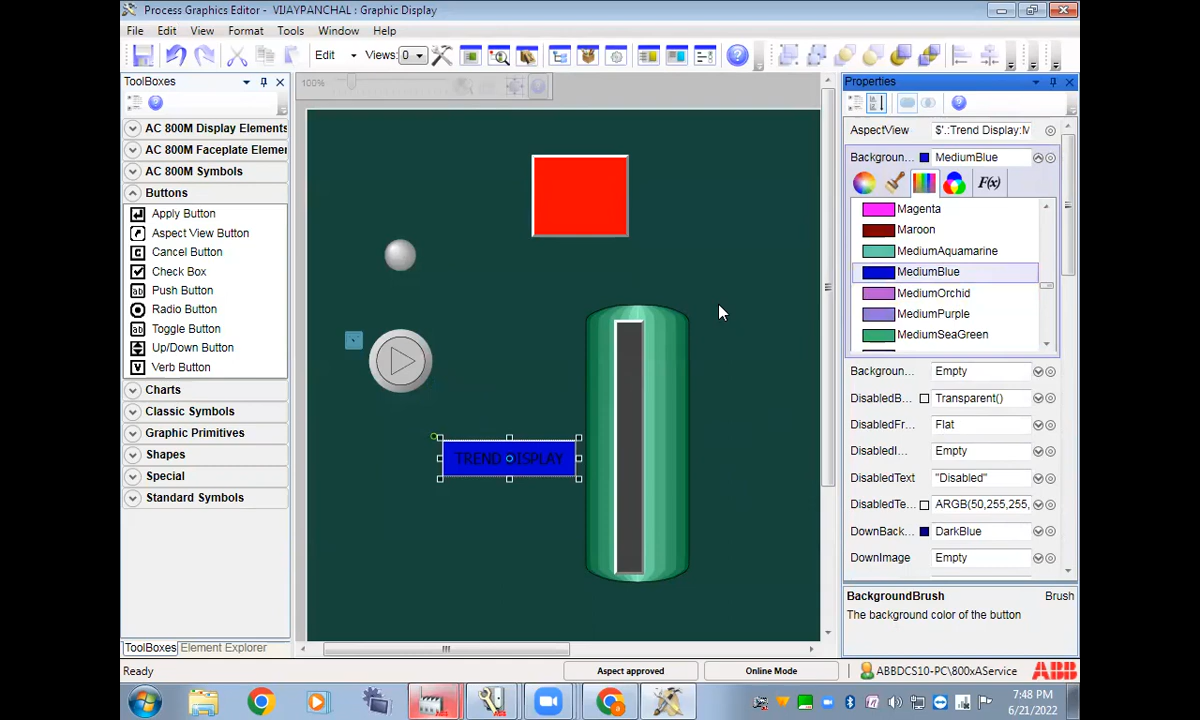 Process Graphics Editor - VIJAYPANCHAL : Graphic Display
File Edit View Format Tools Window Help
Edit Views: 0
ToolBoxes
100%
Properties
AC 800M Display Elements
AC 800M Faceplate Elemer
AC 800M Symbols
Buttons
Apply Button
Aspect View Button
Cancel Button
Check Box
Push Button
Radio Button
Toggle Button
Up/Down Button
Verb Button
Charts
Classic Symbols
Graphic Primitives
Shapes
Special
Standard Symbols
ToolBoxes Element Explorer
TREND DISPLAY
AspectView $'.:Trend Display:M
Backgroun... MediumBlue
F(x)
Magenta
Maroon
MediumAquamarine
MediumBlue
MediumOrchid
MediumPurple
MediumSeaGreen
Backgroun... Empty
DisabledB... Transparent()
DisabledFr... Flat
DisabledI... Empty
DisabledText "Disabled"
DisabledTe... ARGB(50,255,255,
DownBack... DarkBlue
DownImage Empty
BackgroundBrush Brush
The background color of the button
Ready
Aspect approved
Online Mode
ABBDCS10-PC\800xAService
ABB
7:48 PM
6/21/2022